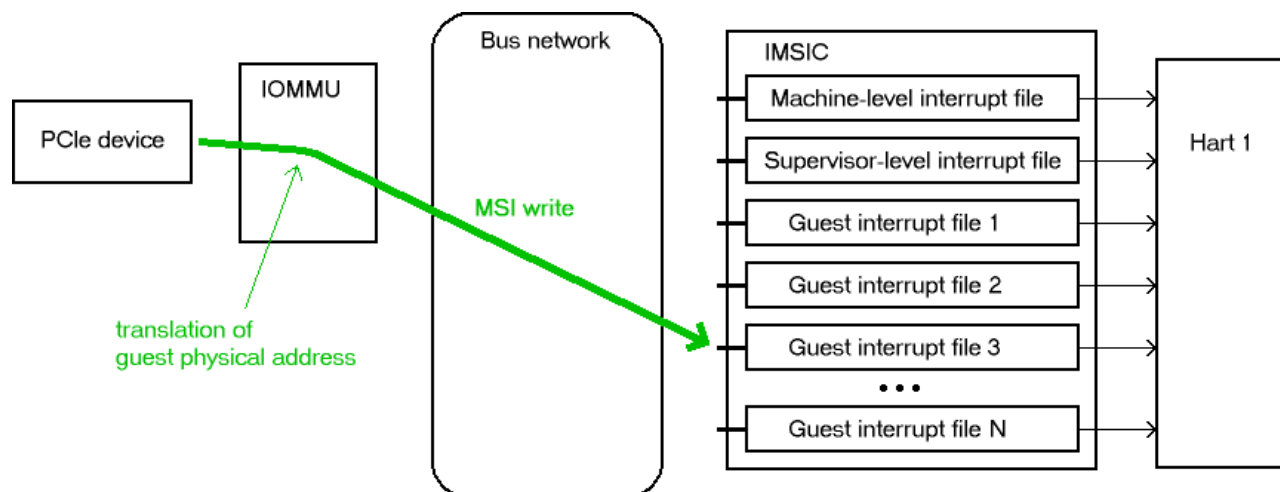 PCIe device
IOMMU
translation of
guest physical address
Bus network
MSI write
IMSIC
Machine-level interrupt file
Supervisor-level interrupt file
Guest interrupt file 1
Guest interrupt file 2
Guest interrupt file 3
• • •
Guest interrupt file N
Hart 1